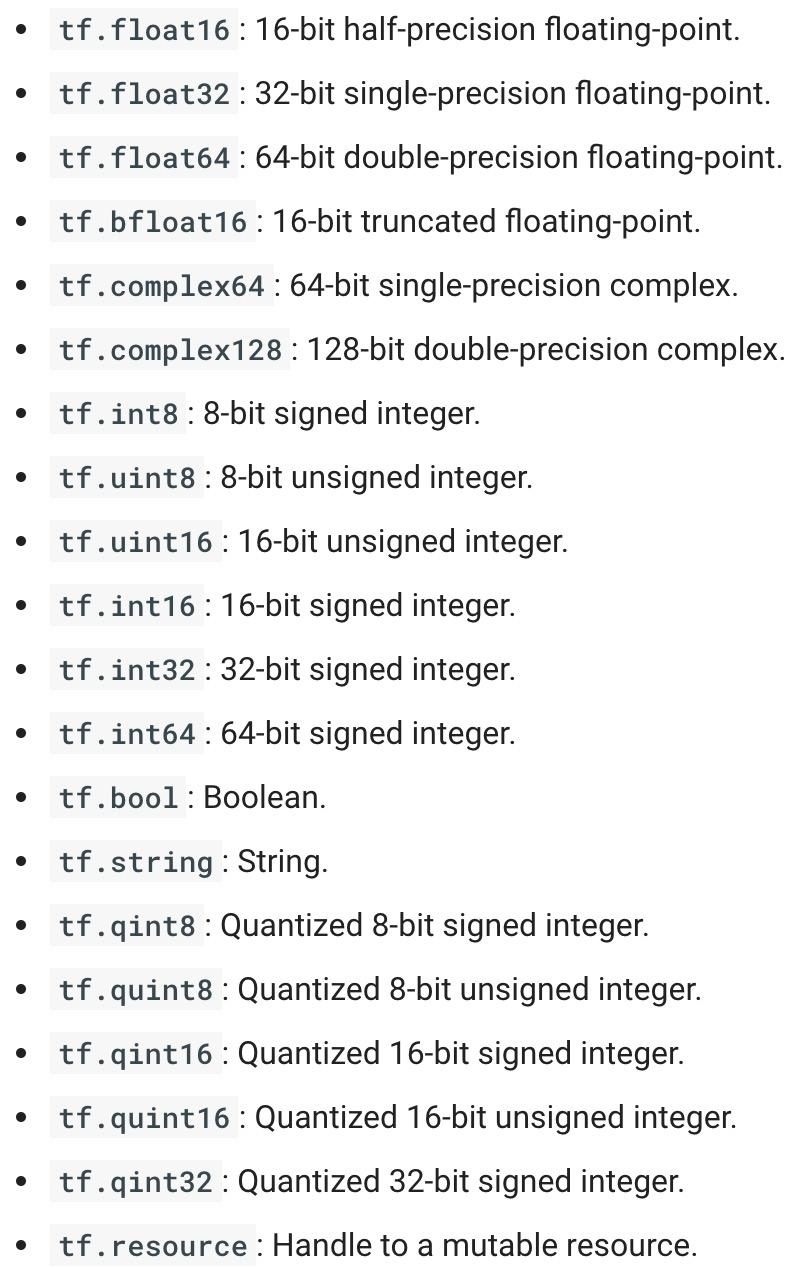 • tf.float16: 16-bit half-precision floating-point.
• tf.float32: 32-bit single-precision floating-point.
• tf.float64: 64-bit double-precision floating-point.
• tf.bfloat16: 16-bit truncated floating-point.
• tf.complex64: 64-bit single-precision complex.
• tf.complex128: 128-bit double-precision complex.
• tf.int8: 8-bit signed integer.
• tf.uint8: 8-bit unsigned integer.
• tf.uint16: 16-bit unsigned integer.
• tf.int16: 16-bit signed integer.
• tf.int32: 32-bit signed integer.
• tf.int64: 64-bit signed integer.
• tf.bool: Boolean.
• tf.string: String.
• tf.qint8: Quantized 8-bit signed integer.
• tf.quint8: Quantized 8-bit unsigned integer.
• tf.qint16: Quantized 16-bit signed integer.
• tf.quint16: Quantized 16-bit unsigned integer.
• tf.qint32: Quantized 32-bit signed integer.
• tf.resource: Handle to a mutable resource.